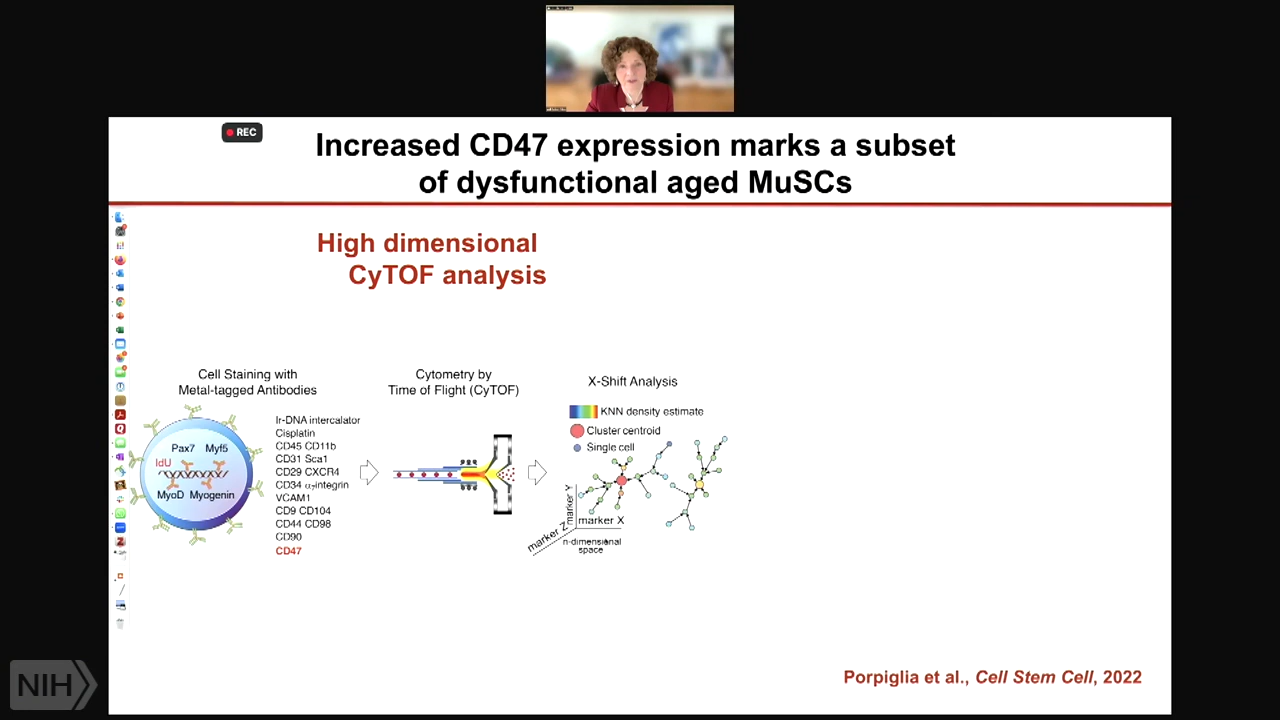 REC
Increased CD47 expression marks a subset
of dysfunctional aged MuSCs
High dimensional
CyTOF analysis
Cell Staining with
Metal-tagged Antibodies
Pax7 Myf5
IdU
MyoD Myogenin
Ir-DNA intercalator
Cisplatin
CD45 CD11b
CD31 Sca1
CD29 CXCR4
CD34 α7integrin
VCAM1
CD9 CD104
CD44 CD98
CD90
CD47
Cytometry by
Time of Flight (CyTOF)
X-Shift Analysis
KNN density estimate
Cluster centroid
Single cell
marker Y
marker X
marker Z
n-dimensional
space
Porpiglia et al., Cell Stem Cell, 2022
NIH